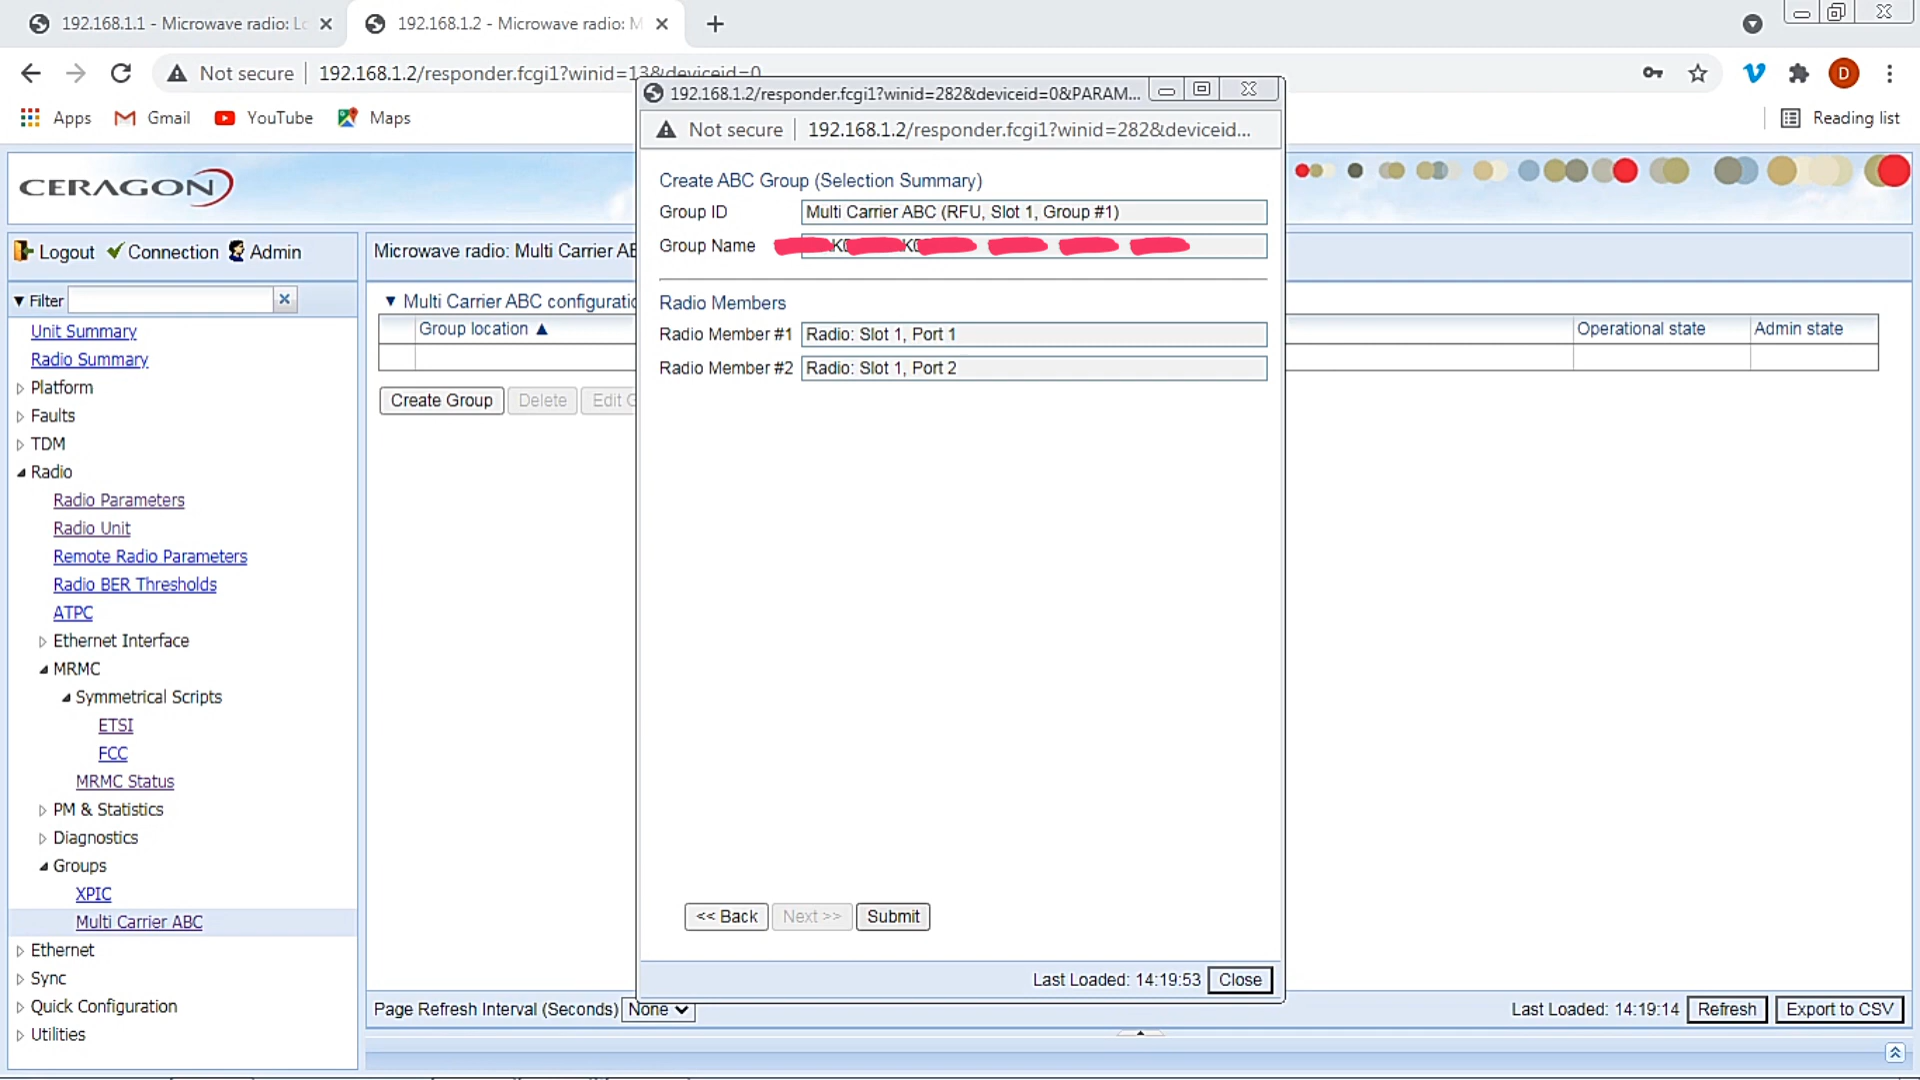 192.168.1.1 - Microwave radio: Lo
192.168.1.2 - Microwave radio: M
Not secure
192.168.1.2/responder.fcgi1?winid=13&deviceid=0
D
Apps
Gmail
YouTube
Maps
Reading list
192.168.1.2/responder.fcgi1?winid=282&deviceid=0&PARAM...
Not secure
192.168.1.2/responder.fcgi1?winid=282&deviceid...
CERAGON
Logout
Connection
Admin
Filter
Unit Summary
Radio Summary
Platform
Faults
TDM
Radio
Radio Parameters
Radio Unit
Remote Radio Parameters
Radio BER Thresholds
ATPC
Ethernet Interface
MRMC
Symmetrical Scripts
ETSI
FCC
MRMC Status
PM & Statistics
Diagnostics
Groups
XPIC
Multi Carrier ABC
Ethernet
Sync
Quick Configuration
Utilities
Microwave radio: Multi Carrier AB
Multi Carrier ABC configuratio
Group location ▲
Operational state
Admin state
Create Group
Delete
Edit G
Create ABC Group (Selection Summary)
Group ID
Multi Carrier ABC (RFU, Slot 1, Group #1)
Group Name
Radio Members
Radio Member #1
Radio: Slot 1, Port 1
Radio Member #2
Radio: Slot 1, Port 2
<< Back
Next >>
Submit
Last Loaded: 14:19:53
Close
Page Refresh Interval (Seconds)
None
Last Loaded: 14:19:14
Refresh
Export to CSV